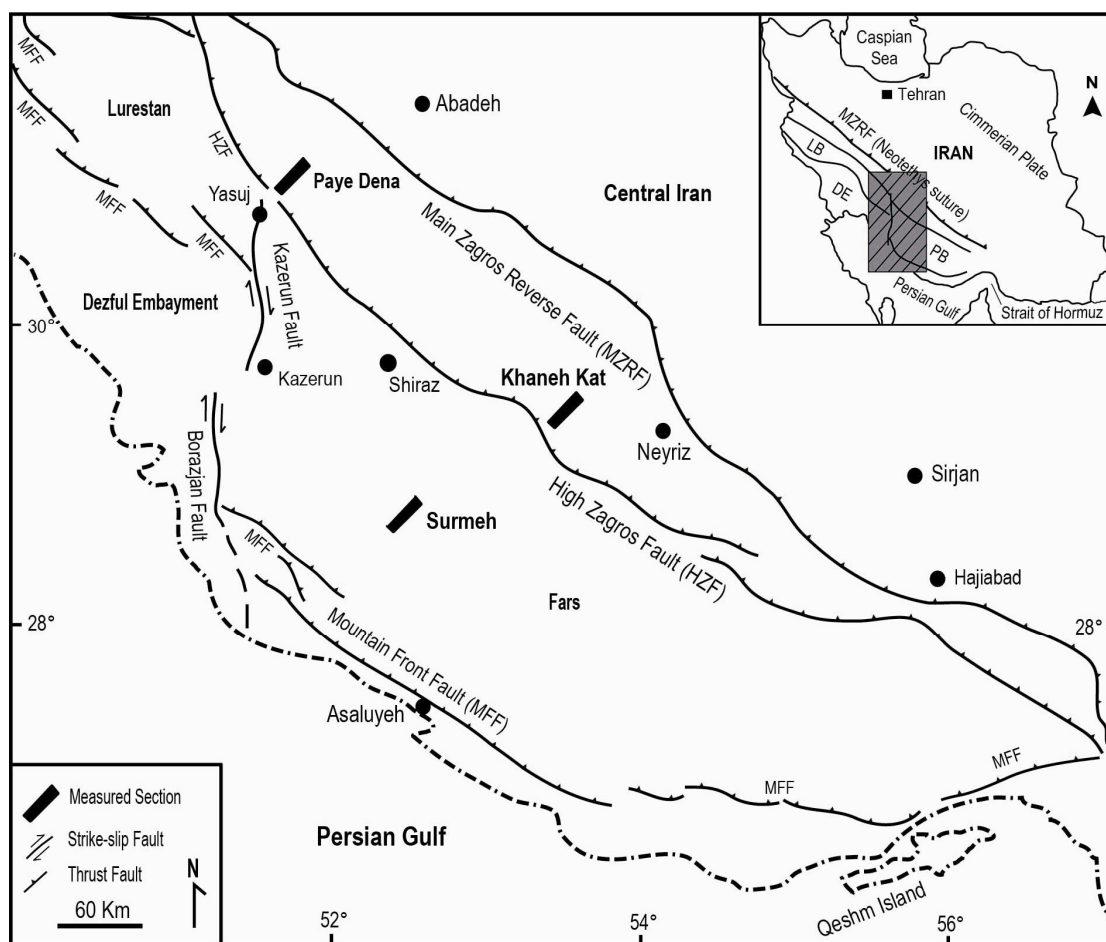 MFF
MFF
Lurestan
MFF
HZF
Abadeh
Paye Dena
Yasuj
MFF
MFF
Central Iran
Main Zagros Reverse Fault (MZRF)
Kazerun Fault
Dezful Embayment
30°
Kazerun
Shiraz
Khaneh Kat
Neyriz
Sirjan
Borazjan Fault
Surmeh
High Zagros Fault (HZF)
MFF
Hajiabad
Fars
28°
28°
Mountain Front Fault (MFF)
Asaluyeh
MFF
MFF
Persian Gulf
Qeshm Island
52°
54°
56°
Caspian
Sea
Tehran
N
MZRF (Neotethys suture)
Cimmerian Plate
IRAN
LB
DE
PB
Persian Gulf
Strait of Hormuz
Measured Section
Strike-slip Fault
Thrust Fault
N
60 Km